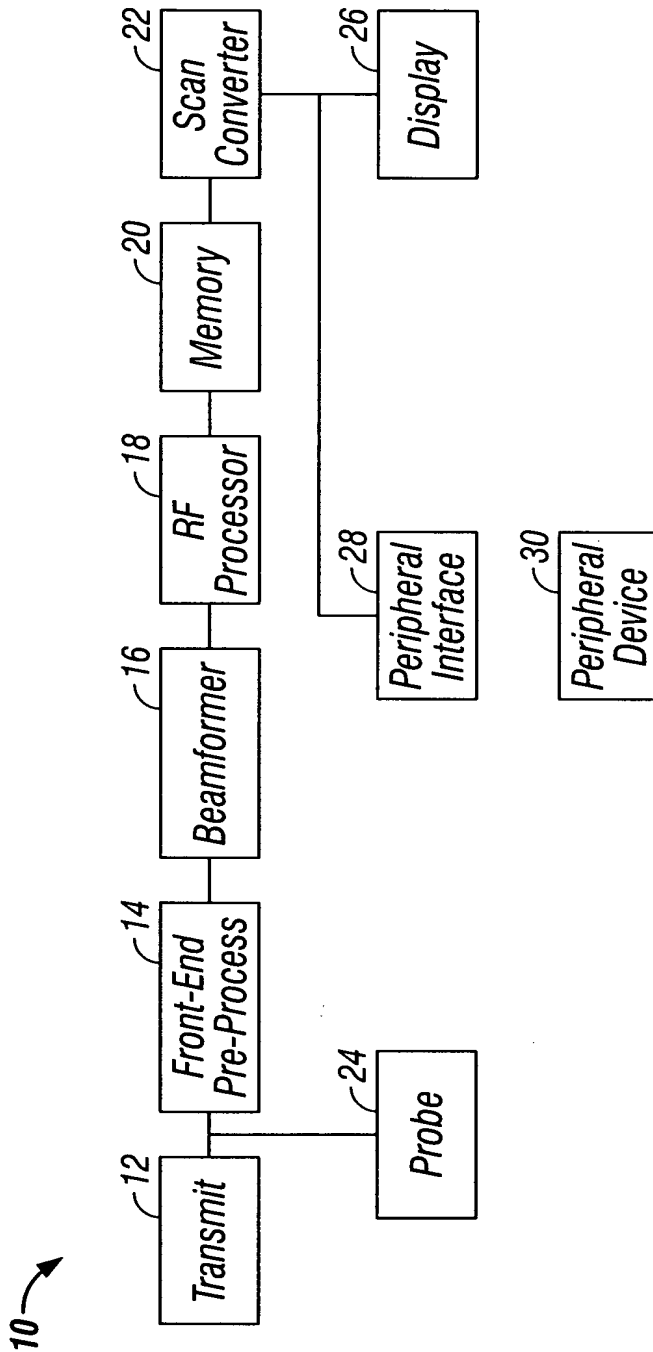 10
12
Transmit
14
Front-End
Pre-Process
16
Beamformer
18
RF
Processor
20
Memory
22
Scan
Converter
24
Probe
28
Peripheral
Interface
26
Display
30
Peripheral
Device